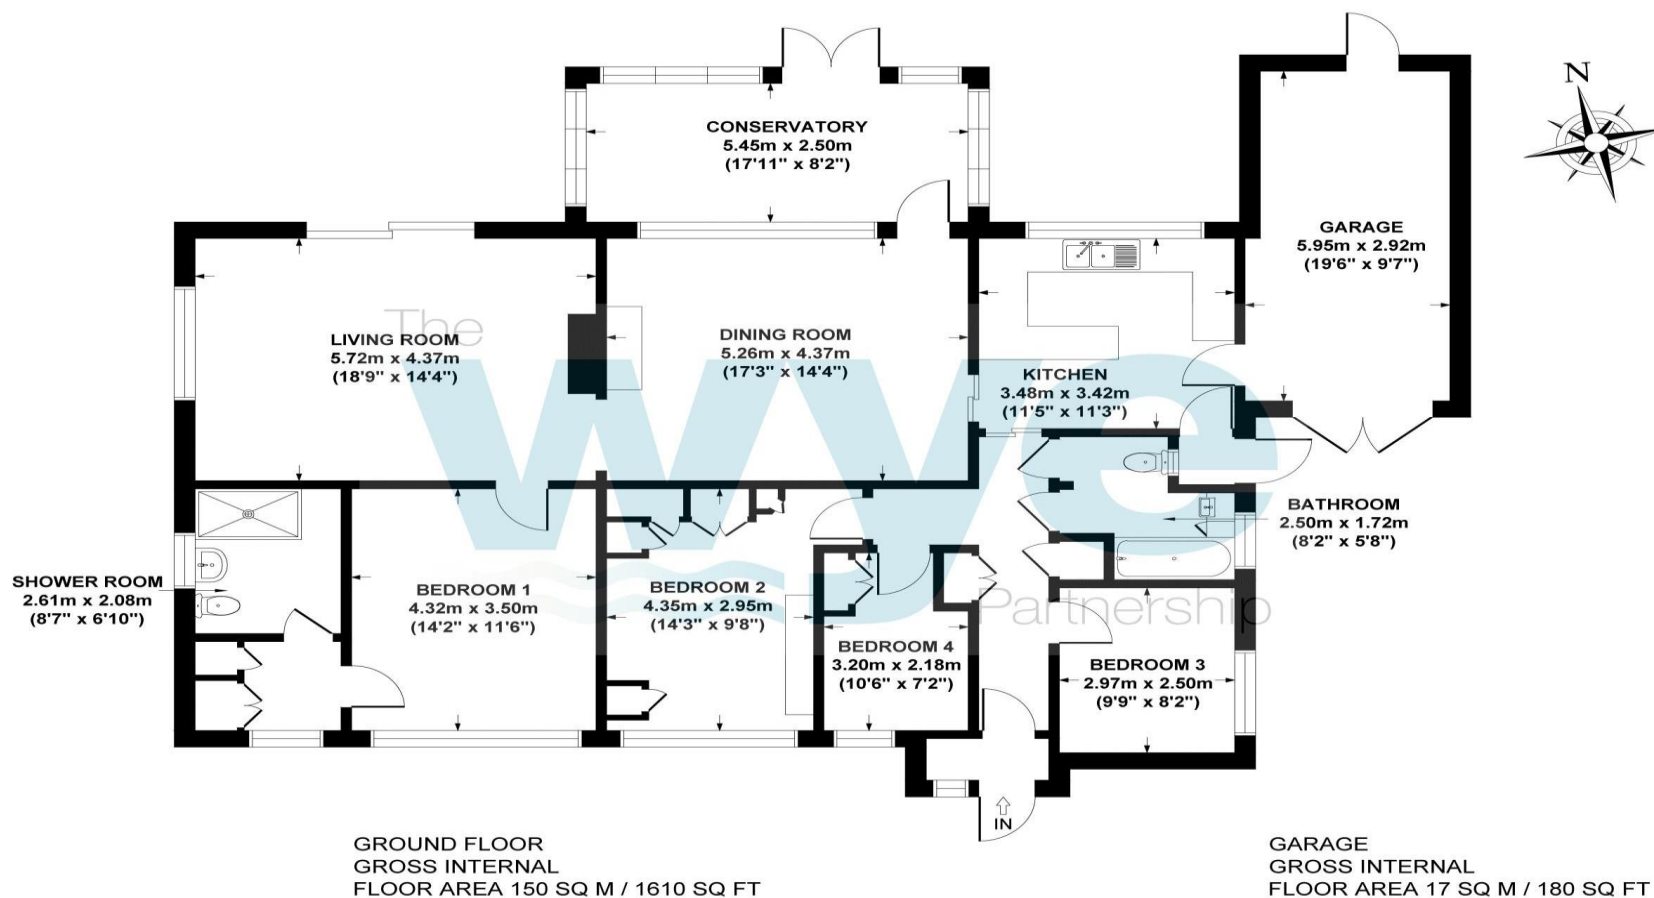 N
CONSERVATORY
5.45m x 2.50m
(17'11" x 8'2")
GARAGE
5.95m x 2.92m
(19'6" x 9'7")
The
wye
Partnership
LIVING ROOM
5.72m x 4.37m
(18'9" x 14'4")
DINING ROOM
5.26m x 4.37m
(17'3" x 14'4")
KITCHEN
3.48m x 3.42m
(11'5" x 11'3")
BATHROOM
2.50m x 1.72m
(8'2" x 5'8")
SHOWER ROOM
2.61m x 2.08m
(8'7" x 6'10")
BEDROOM 1
4.32m x 3.50m
(14'2" x 11'6")
BEDROOM 2
4.35m x 2.95m
(14'3" x 9'8")
BEDROOM 4
3.20m x 2.18m
(10'6" x 7'2")
BEDROOM 3
2.97m x 2.50m
(9'9" x 8'2")
IN
GROUND FLOOR
GROSS INTERNAL
FLOOR AREA 150 SQ M / 1610 SQ FT
GARAGE
GROSS INTERNAL
FLOOR AREA 17 SQ M / 180 SQ FT